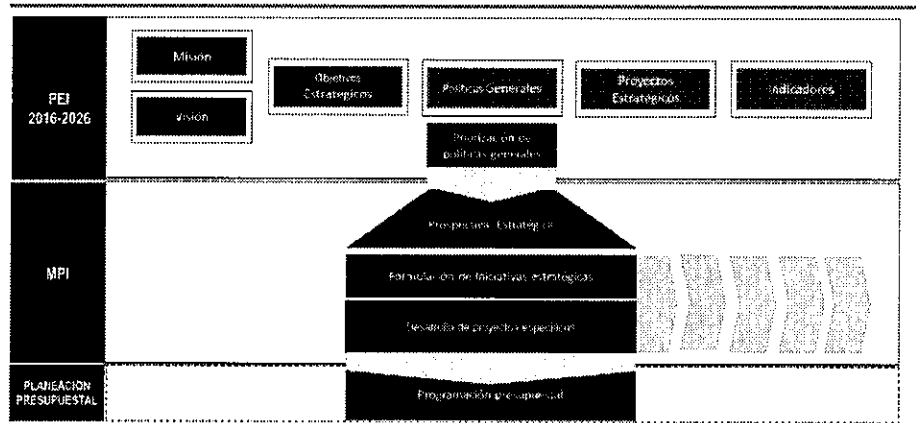 PEI
2016-2026
Misión
Visión
Objetivos
Estratégicos
Políticas Generales
Proyectos
Estratégicos
Indicadores
Priorización de
políticas generales
MPI
Prospectiva Estratégica
Formulación de Iniciativas estratégicas
Desarrollo de proyectos específicos
PLANEACIÓN
PRESUPUESTAL
Programación presupuestal